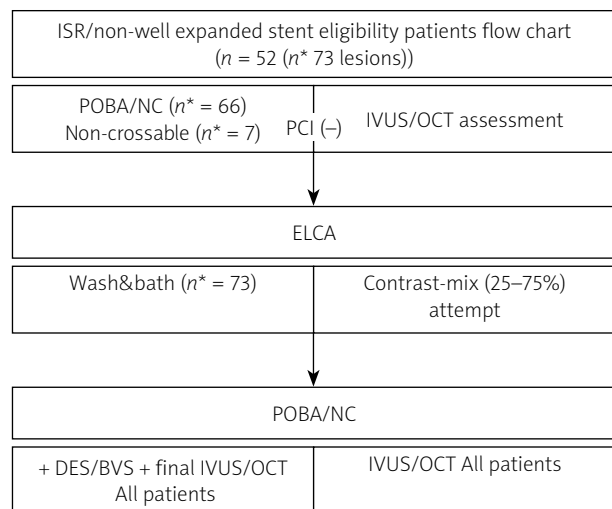 ISR/non-well expanded stent eligibility patients flow chart
(n = 52 (n* 73 lesions))
POBA/NC (n* = 66)
Non-crossable (n* = 7)
PCI (–)
IVUS/OCT assessment
ELCA
Wash&bath (n* = 73)
Contrast-mix (25–75%)
attempt
POBA/NC
+ DES/BVS + final IVUS/OCT
All patients
IVUS/OCT All patients